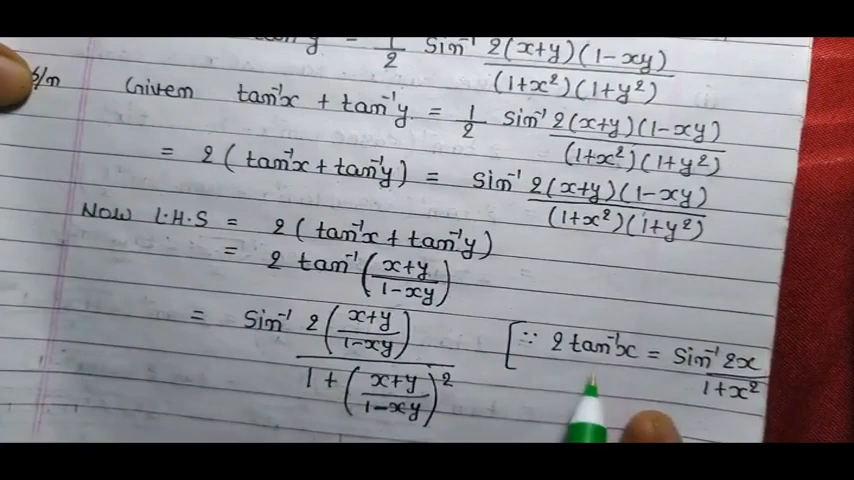 tan⁻¹y = 1/2 Sin⁻¹ 2(x+y)(1-xy)/(1+x²)(1+y²)
Given tan⁻¹x + tan⁻¹y = 1/2 Sin⁻¹ 2(x+y)(1-xy)/(1+x²)(1+y²)
= 2(tan⁻¹x + tan⁻¹y) = Sin⁻¹ 2(x+y)(1-xy)/(1+x²)(1+y²)
Now L.H.S = 2(tan⁻¹x + tan⁻¹y)
= 2 tan⁻¹((x+y)/(1-xy))
= Sin⁻¹ 2((x+y)/(1-xy))/(1+((x+y)/(1-xy))²) [∵ 2tan⁻¹x = Sin⁻¹ 2x/(1+x²)